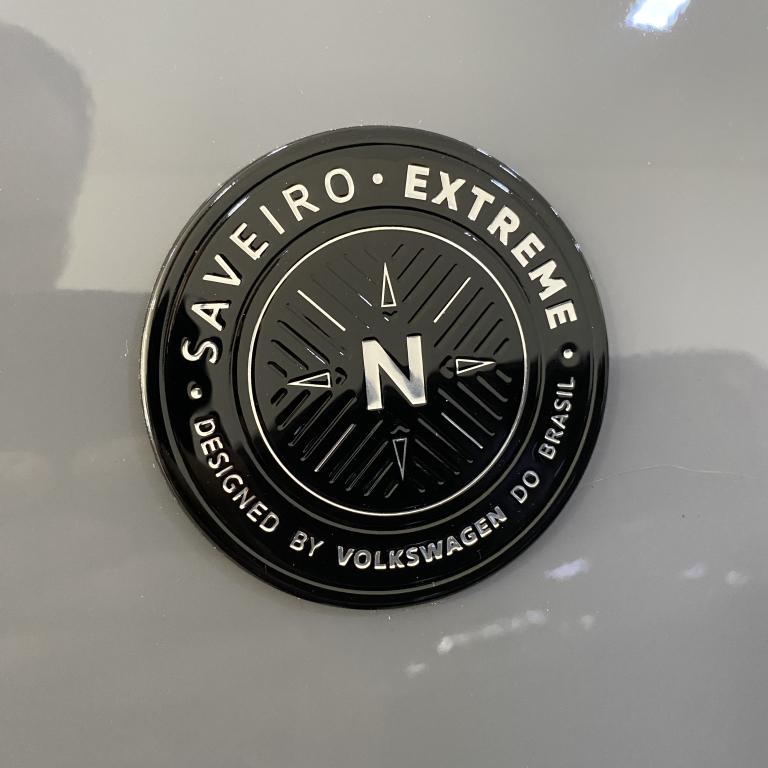 SAVEIRO • EXTREME
N
• DESIGNED BY VOLKSWAGEN DO BRASIL •